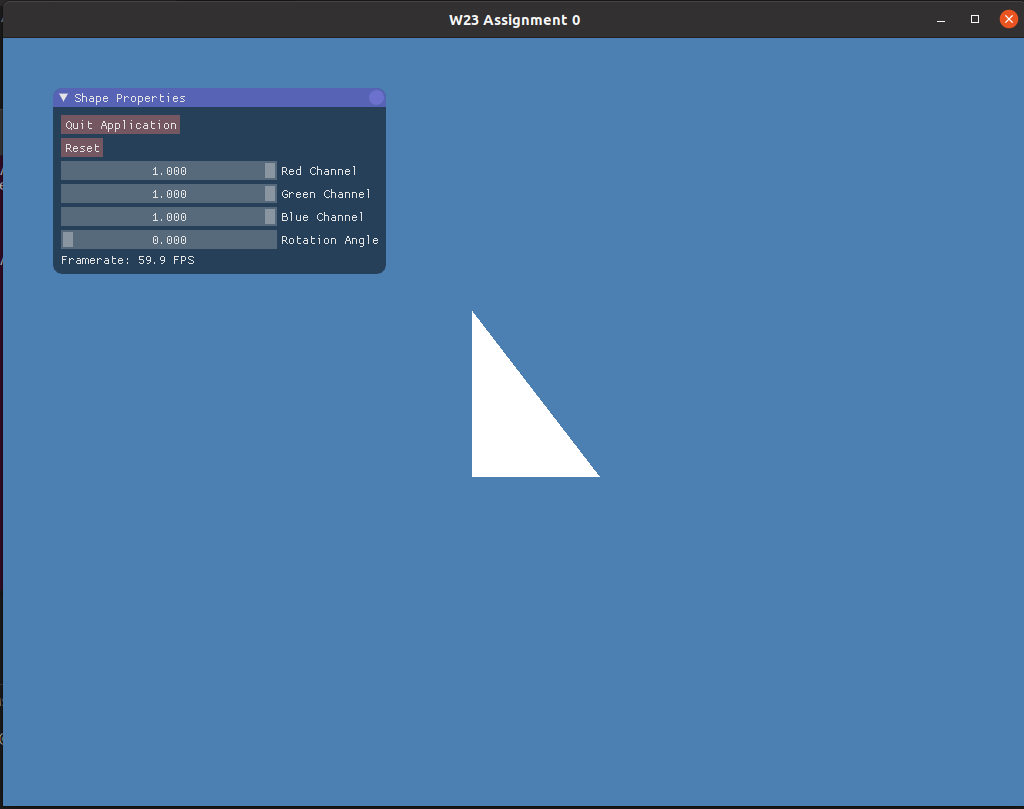 W23 Assignment 0
Shape Properties
Quit Application
Reset
1.000 Red Channel
1.000 Green Channel
1.000 Blue Channel
0.000 Rotation Angle
Framerate: 59.9 FPS